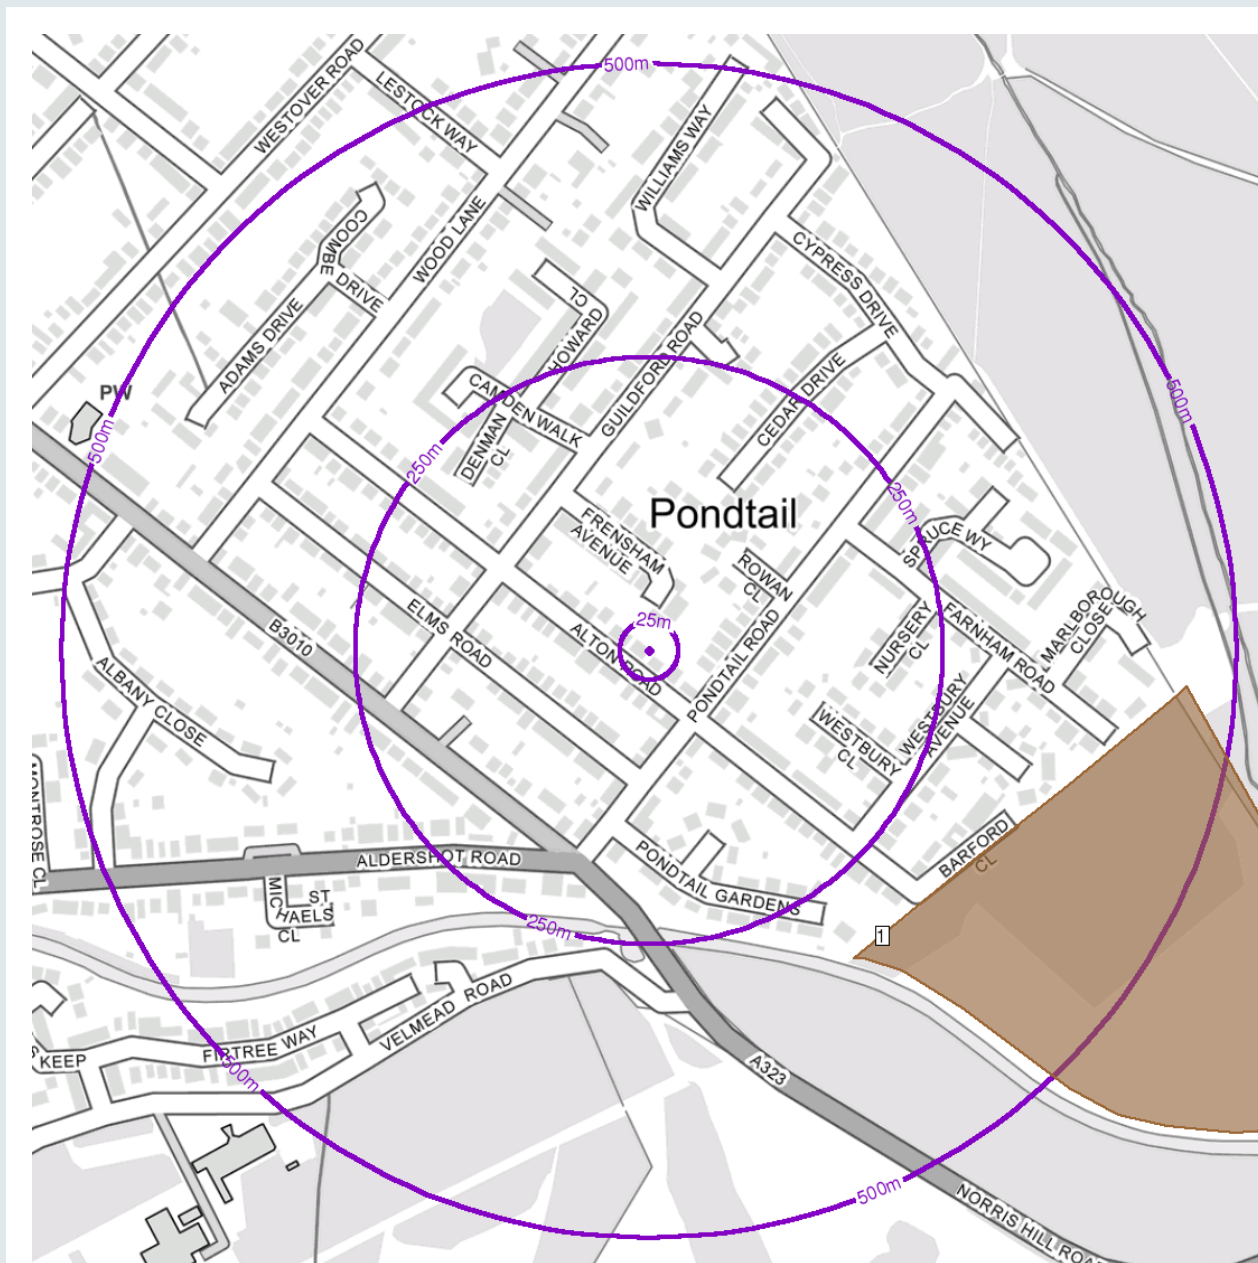 500m
WESTOVER ROAD
LESTOCK WAY
WILLIAMS WAY
COOMBE
DRIVE
WOOD LANE
CYPRESS DRIVE
ADAMS DRIVE
HOWARD
CL
GUILDFORD ROAD
PW
500m
500m
250m
CAMDEN WALK
DENMAN
CL
CEDAR DRIVE
250m
Pondtail
FRENSHAM
AVENUE
SPRUCE WY
ROWAN
CL
ELMS ROAD
ALTON ROAD
25m
B3010
PONDTAIL ROAD
NURSERY
CL
FARNHAM ROAD
MARLBOROUGH
CLOSE
ALBANY CLOSE
WESTBURY
CL
WESTBURY
AVENUE
MONTROSE CL
ALDERSHOT ROAD
BARFORD
CL
PONDTAIL GARDENS
ST
MICHAELS
CL
250m
1
VELMEAD ROAD
FIRTREE WAY
KEEP
500m
A323
500m
NORRIS HILL ROA